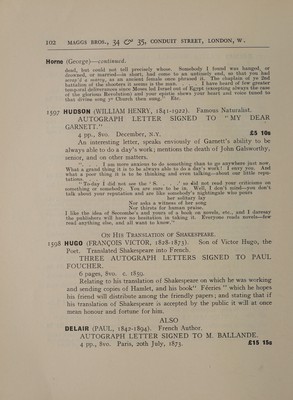 102 MAGGS BROS., 34 & 35, CONDUIT STREET, LONDON, W.
Horne (George)—continued.
dead, but could not tell precisely whom. Somebody I found was hanged, or
drowned, or married—in short, had come to an untimely end, so that you had
scrap'd a worry, as an ancient female once phrased it. The chaplain of ye 2nd
battalion of the shooters it seems is the man. . . . I have heard of few greater
temporal deliverances since Moses led Israel out of Egypt (excepting always the case
of the glorious Revolution) and your epistle shews your heart and voice tuned to
that divine song ye Church then sung." Etc.
1597 HUDSON (WILLIAM HENRY, 1841-1922). Famous Naturalist.
AUTOGRAPH LETTER SIGNED TO "MY DEAR
GARNETT."
4 pp., 8vo. December, N.Y. £5 10s
An interesting letter, speaks enviously of Garnett's ability to be
always able to do a day's work; mentions the death of John Galsworthy,
senior, and on other matters.
". . . I am more anxious to do something than to go anywhere just now.
What a grand thing it is to be always able to do a day's work! I envy you. And
what a poor thing it is to be thinking and even talking—about our little reputations.
"To-day I did not see the ' S. . . . .' so did not read your criticisms on
something or somebody. You are sure to be in. Well, I don't mind—you don't
talk about your reputation and are like somebody's nightingale who pours
her solitary lay
Nor asks a witness of her song
Nor thirsts for human praise.
I like the idea of Seccombe's and yours of a book on novels, etc., and I daresay
the publishers will have no hesitation in taking it. Everyone reads novels—few
read anything else, and all want to know."
ON HIS TRANSLATION OF SHAKESPEARE.
1598 HUGO (FRANÇOIS VICTOR, 1828-1873). Son of Victor Hugo, the
Poet. Translated Shakespeare into French.
THREE AUTOGRAPH LETTERS SIGNED TO PAUL
FOUCHER.
6 pages, 8vo. c. 1859.
Relating to his translation of Shakespeare on which he was working
and sending copies of Hamlet, and his book "Féeries" which he hopes
his friend will distribute among the friendly papers; and stating that if
his translation of Shakespeare is accepted by the public it will at once
mean honour and fortune for him.
ALSO
DELAIR (PAUL, 1842-1894). French Author.
AUTOGRAPH LETTER SIGNED TO M. BALLANDE.
4 pp., 8vo. Paris, 20th July, 1873. £15 15s